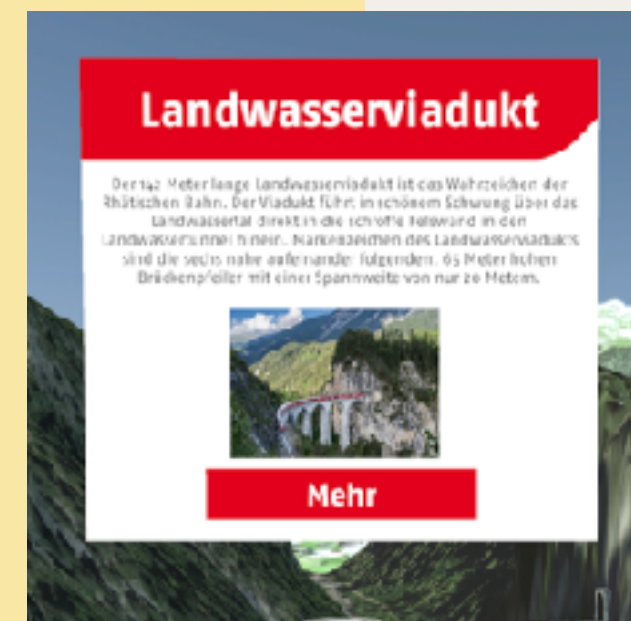 Landwasserviadukt
Der 142 Meter lange Landwasserviadukt ist das Wahrzeichen der
Rhätischen Bahn. Der Viadukt führt in schönem Schwung über das
Landwassertal direkt in die schroffe Felswand in den
Landwassertunnel hinein. Markenzeichen des Landwasserviadukts
sind die sechs nahe aufeinander folgenden, 65 Meter hohen
Brückenpfeiler mit einer Spannweite von nur 20 Metern.
Mehr